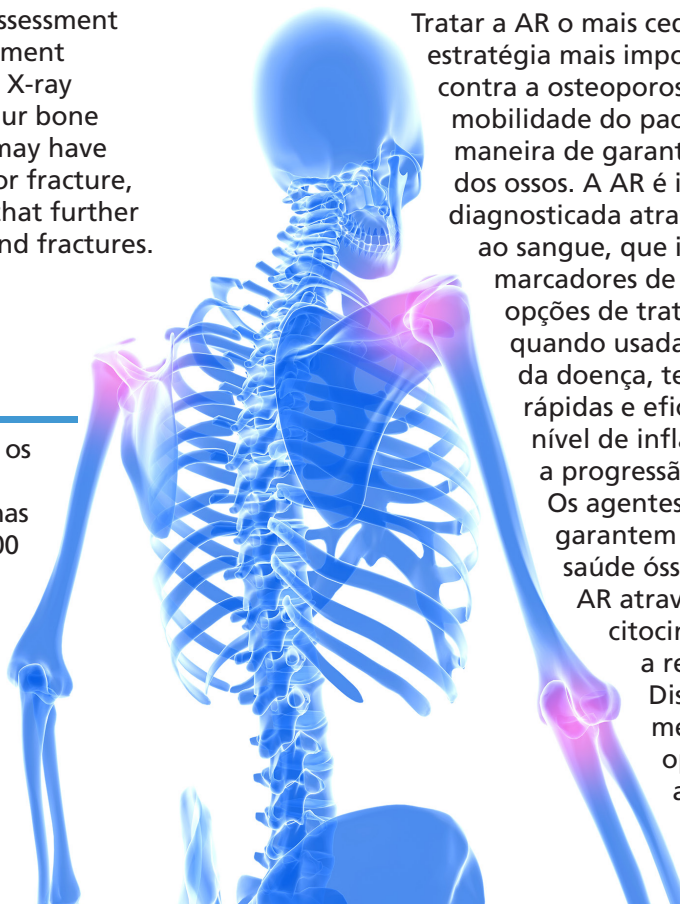 ssessment
ment
X-ray
ur bone
may have
or fracture,
that further
nd fractures.
os
nas
00
Tratar a AR o mais ced
estratégia mais impo
contra a osteoporos
mobilidade do pac
maneira de garant
dos ossos. A AR é i
diagnosticada atra
ao sangue, que i
marcadores de
opções de trat
quando usada
da doença, te
rápidas e efic
nível de infla
a progressã
Os agentes
garantem
saúde óss
AR atrav
citocin
a re
Dis
me
op
a